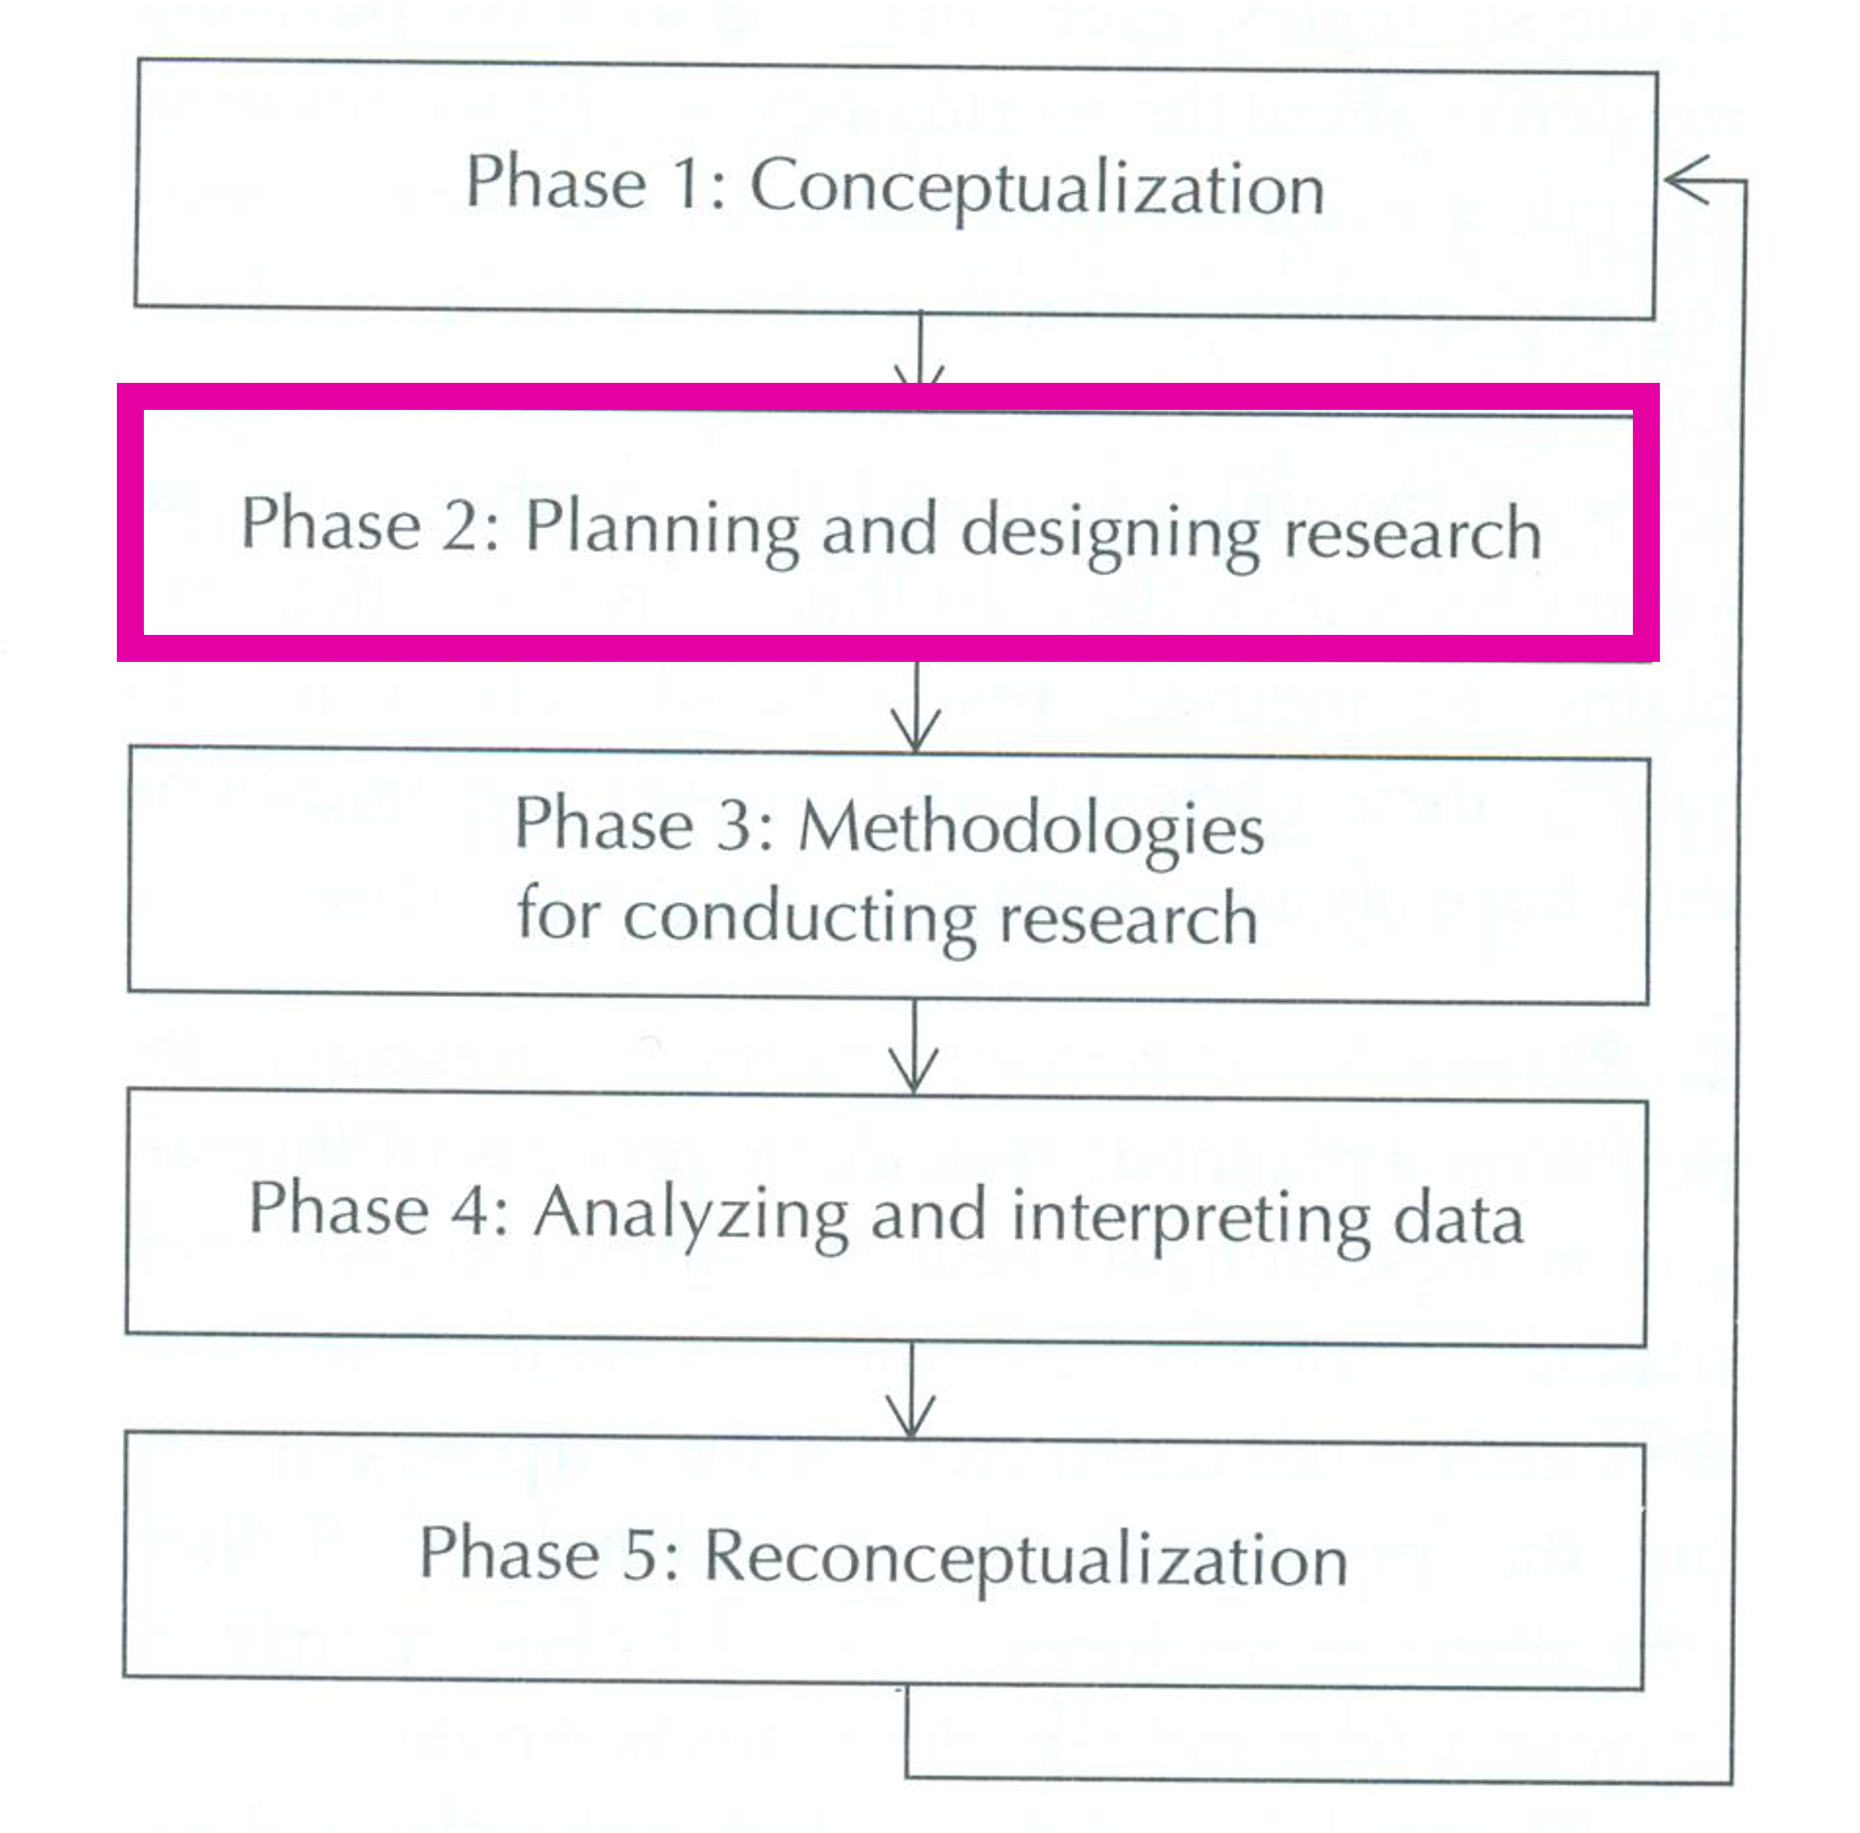 Phase 1: Conceptualization
Phase 2: Planning and designing research
Phase 3: Methodologies
for conducting research
Phase 4: Analyzing and interpreting data
Phase 5: Reconceptualization